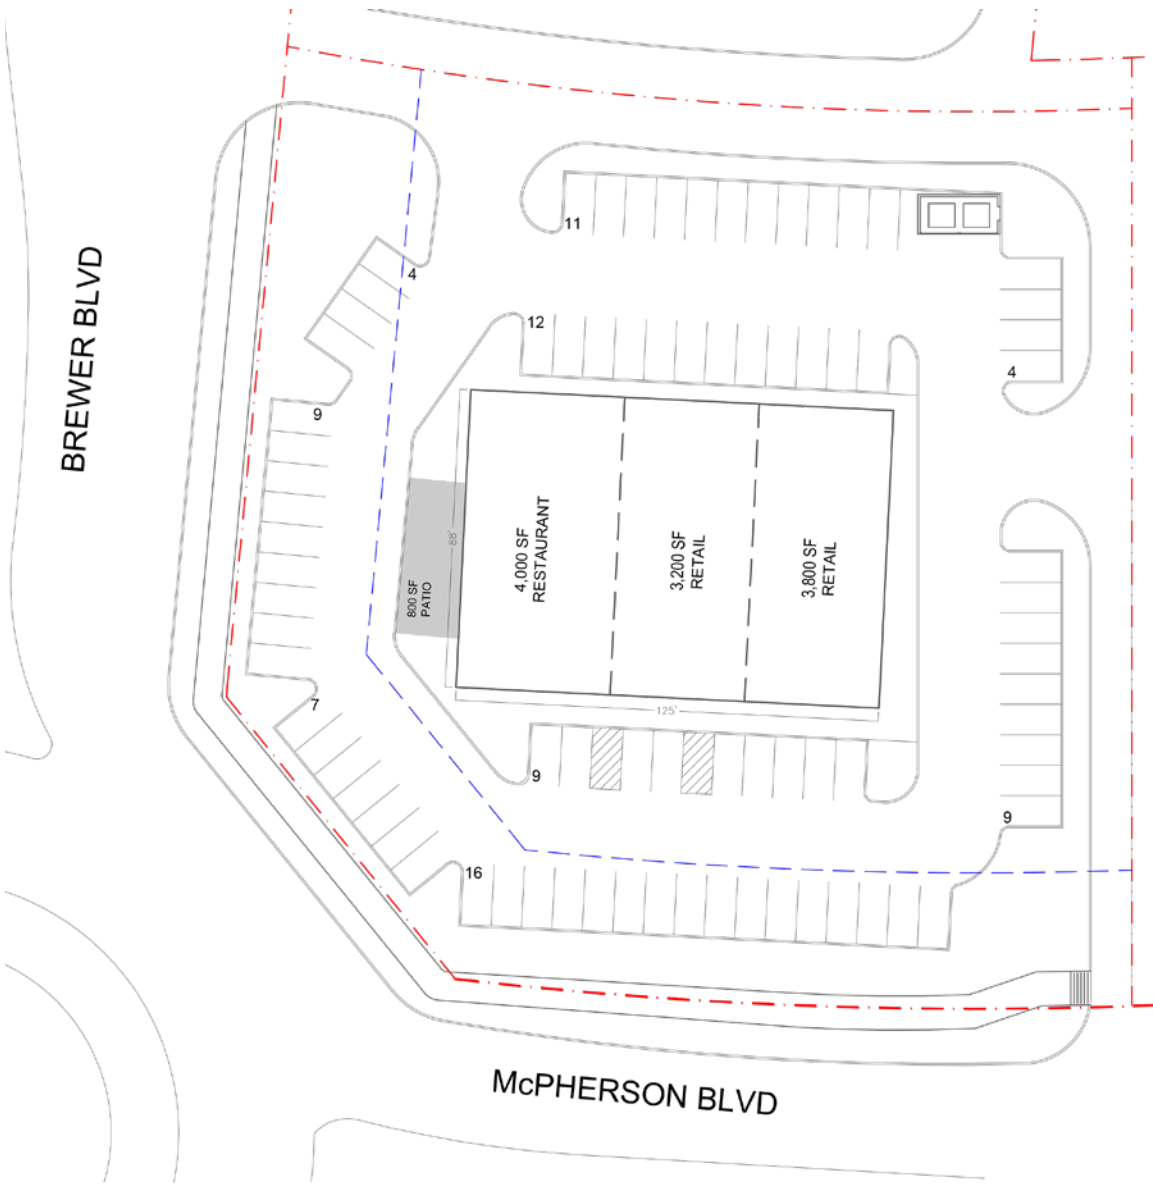 11
4
12
4
9
BREWER BLVD
88'
4,000 SF
RESTAURANT
3,200 SF
RETAIL
3,800 SF
RETAIL
800 SF
PATIO
7
125'
9
9
16
McPHERSON BLVD